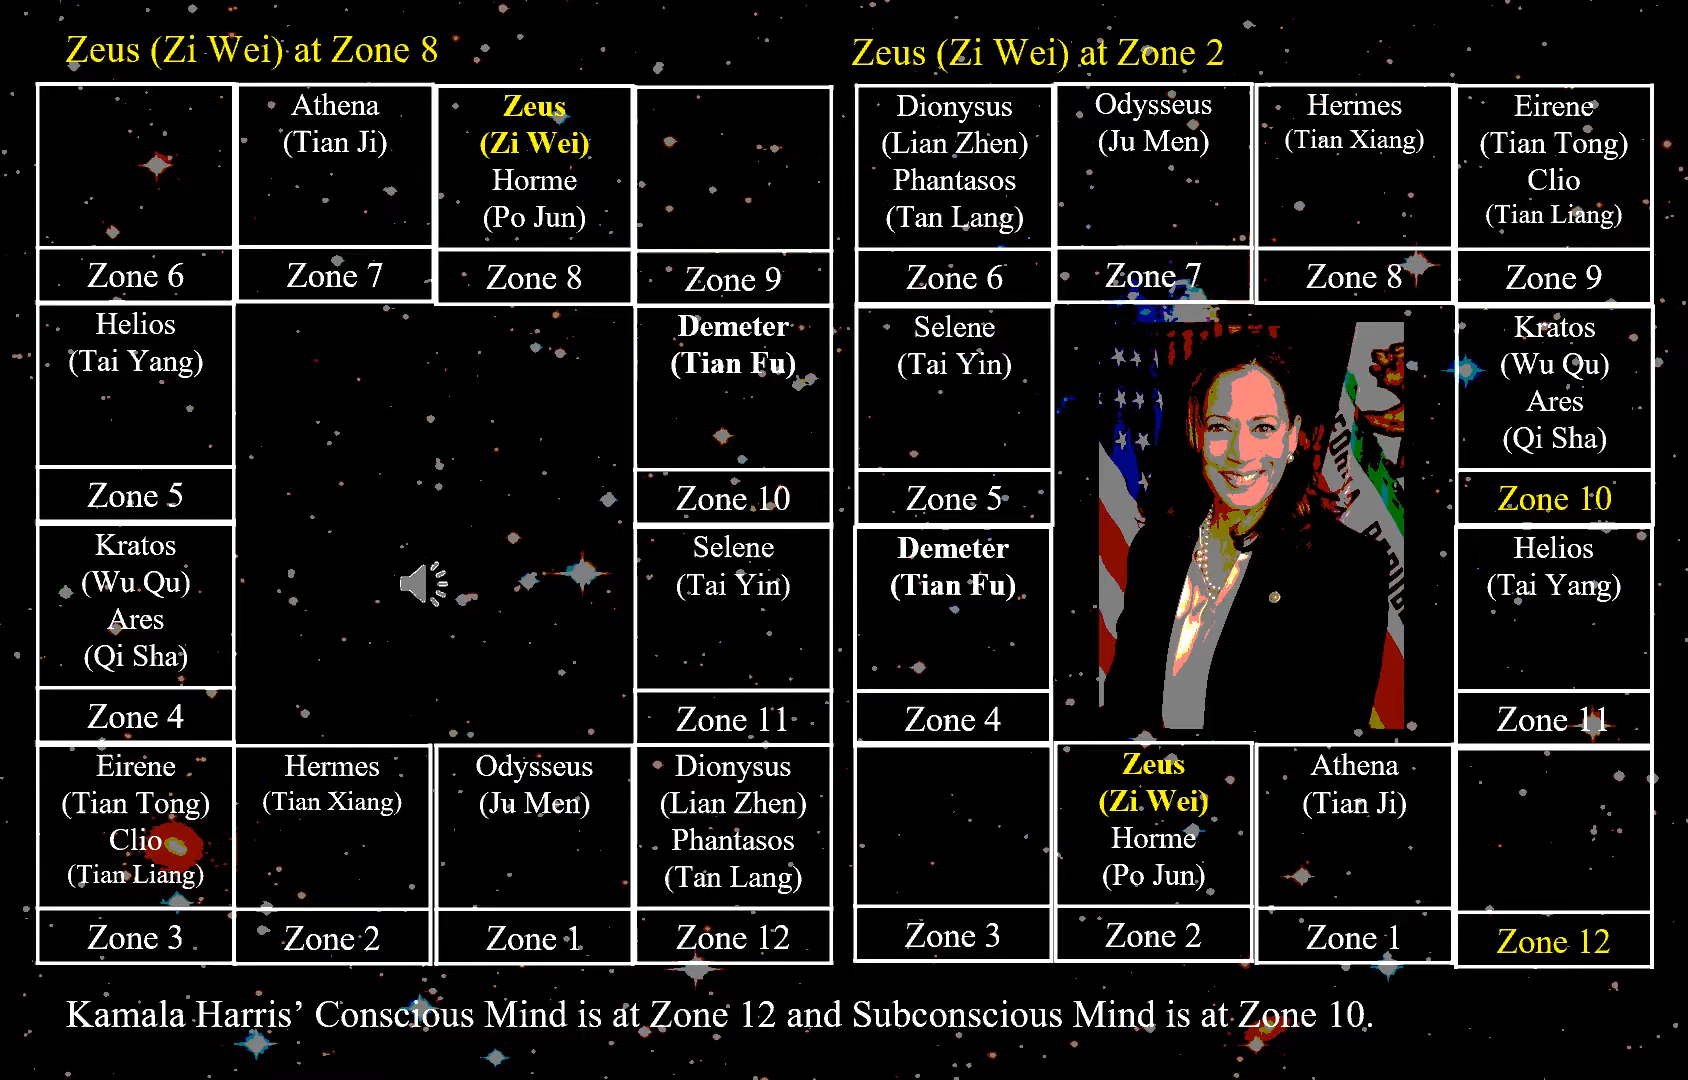 Zeus (Zi Wei) at Zone 8
Athena
(Tian Ji)
Zeus
(Zi Wei)
Horme
(Po Jun)
Zone 6
Zone 7
Zone 8
Zone 9
Helios
(Tai Yang)
Demeter
(Tian Fu)
Zone 5
Zone 10
Kratos
(Wu Qu)
Ares
(Qi Sha)
Selene
(Tai Yin)
Zone 4
Zone 11
Eirene
(Tian Tong)
Clio
(Tian Liang)
Hermes
(Tian Xiang)
Odysseus
(Ju Men)
Dionysus
(Lian Zhen)
Phantasos
(Tan Lang)
Zone 3
Zone 2
Zone 1
Zone 12
Zeus (Zi Wei) at Zone 2
Dionysus
(Lian Zhen)
Phantasos
(Tan Lang)
Odysseus
(Ju Men)
Hermes
(Tian Xiang)
Eirene
(Tian Tong)
Clio
(Tian Liang)
Zone 6
Zone 7
Zone 8
Zone 9
Selene
(Tai Yin)
Kratos
(Wu Qu)
Ares
(Qi Sha)
Zone 5
Zone 10
Demeter
(Tian Fu)
Helios
(Tai Yang)
Zone 4
Zone 11
Zeus
(Zi Wei)
Horme
(Po Jun)
Athena
(Tian Ji)
Zone 3
Zone 2
Zone 1
Zone 12
Kamala Harris’ Conscious Mind is at Zone 12 and Subconscious Mind is at Zone 10.